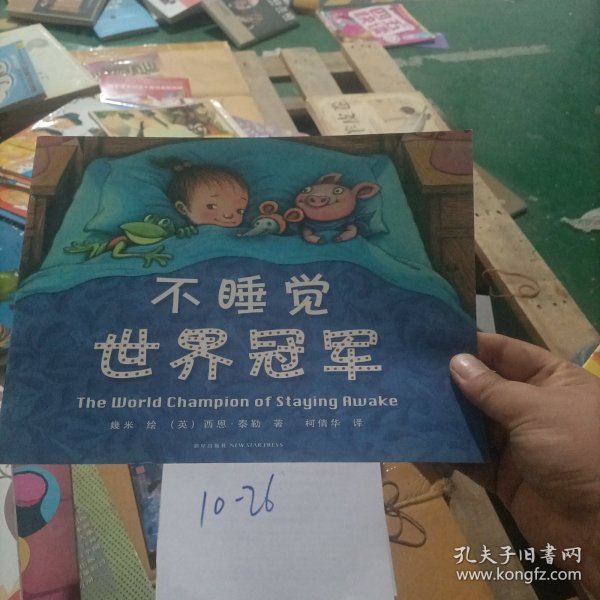 不睡觉
世界冠军
The World Champion of Staying Awake
幾米 绘 (英) 西恩·泰勒 著 柯倩华 译
新星出版社 NEW STAR PRESS
10-26
孔夫子旧书网
www.kongfz.com